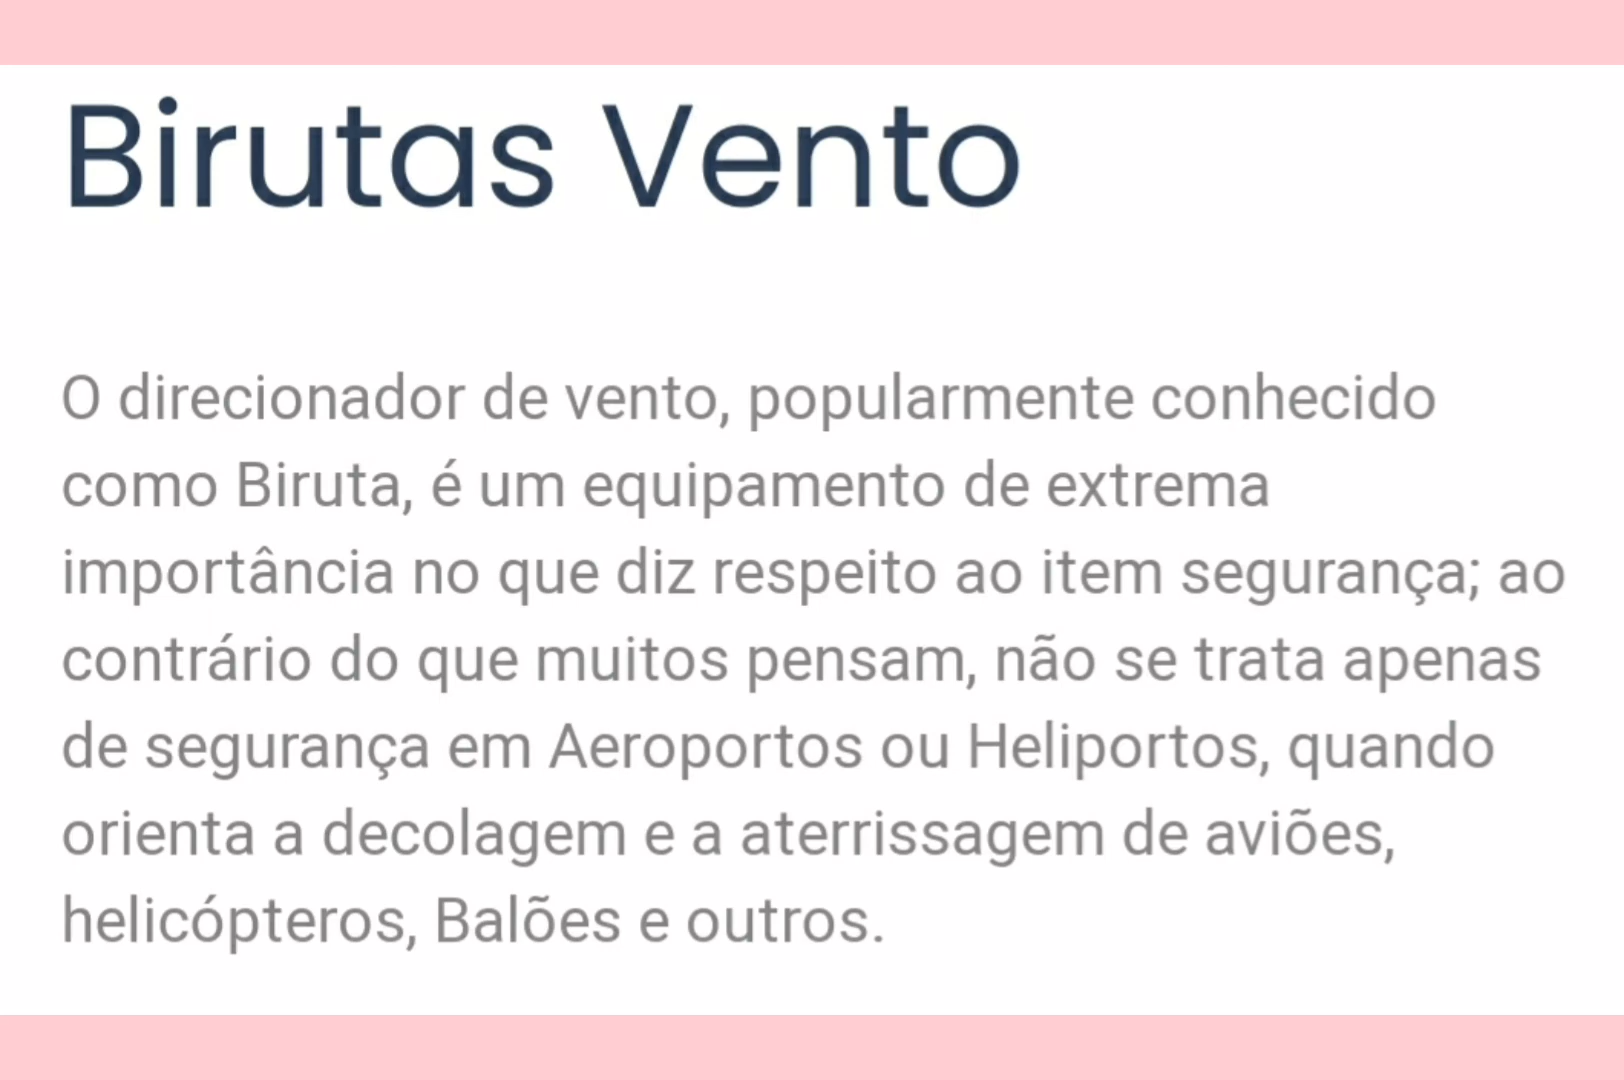 Birutas Vento
O direcionador de vento, popularmente conhecido
como Biruta, é um equipamento de extrema
importância no que diz respeito ao item segurança; ao
contrário do que muitos pensam, não se trata apenas
de segurança em Aeroportos ou Heliportos, quando
orienta a decolagem e a aterrissagem de aviões,
helicópteros, Balões e outros.